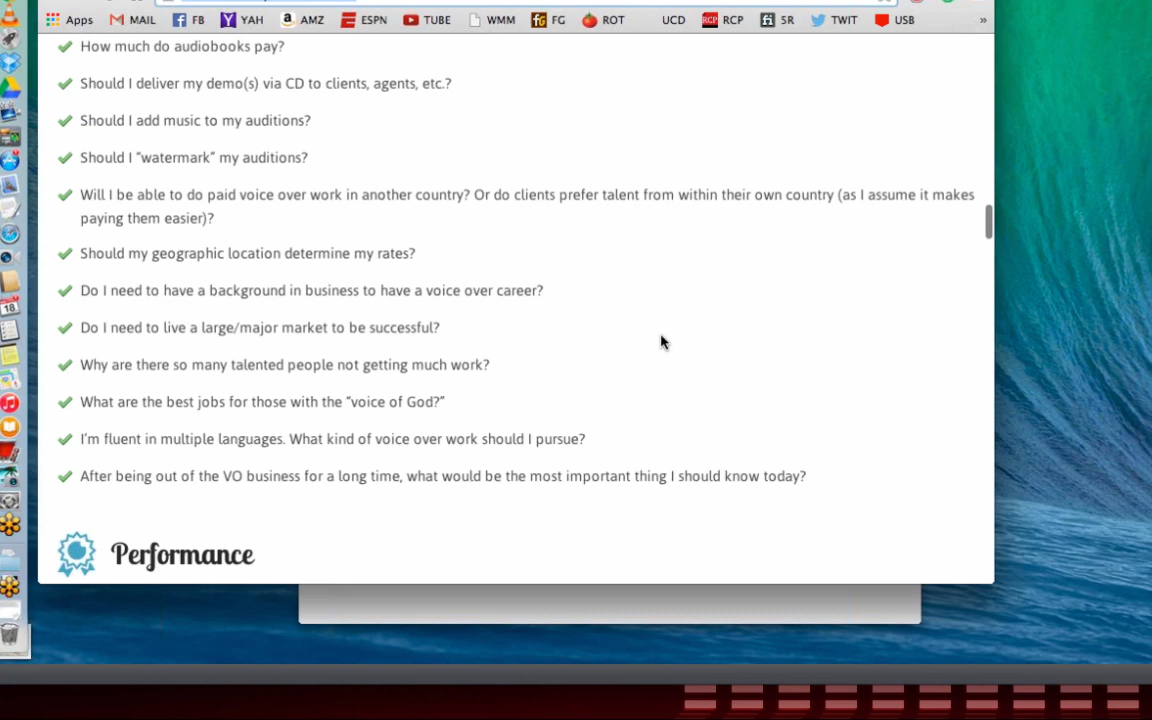 Apps MAIL FB YAH AMZ ESPN TUBE WMM FG ROT UCD RCP SR TWIT USB »
How much do audiobooks pay?
Should I deliver my demo(s) via CD to clients, agents, etc.?
Should I add music to my auditions?
Should I “watermark” my auditions?
Will I be able to do paid voice over work in another country? Or do clients prefer talent from within their own country (as I assume it makes
paying them easier)?
Should my geographic location determine my rates?
Do I need to have a background in business to have a voice over career?
Do I need to live a large/major market to be successful?
Why are there so many talented people not getting much work?
What are the best jobs for those with the “voice of God?”
I’m fluent in multiple languages. What kind of voice over work should I pursue?
After being out of the VO business for a long time, what would be the most important thing I should know today?
Performance
18